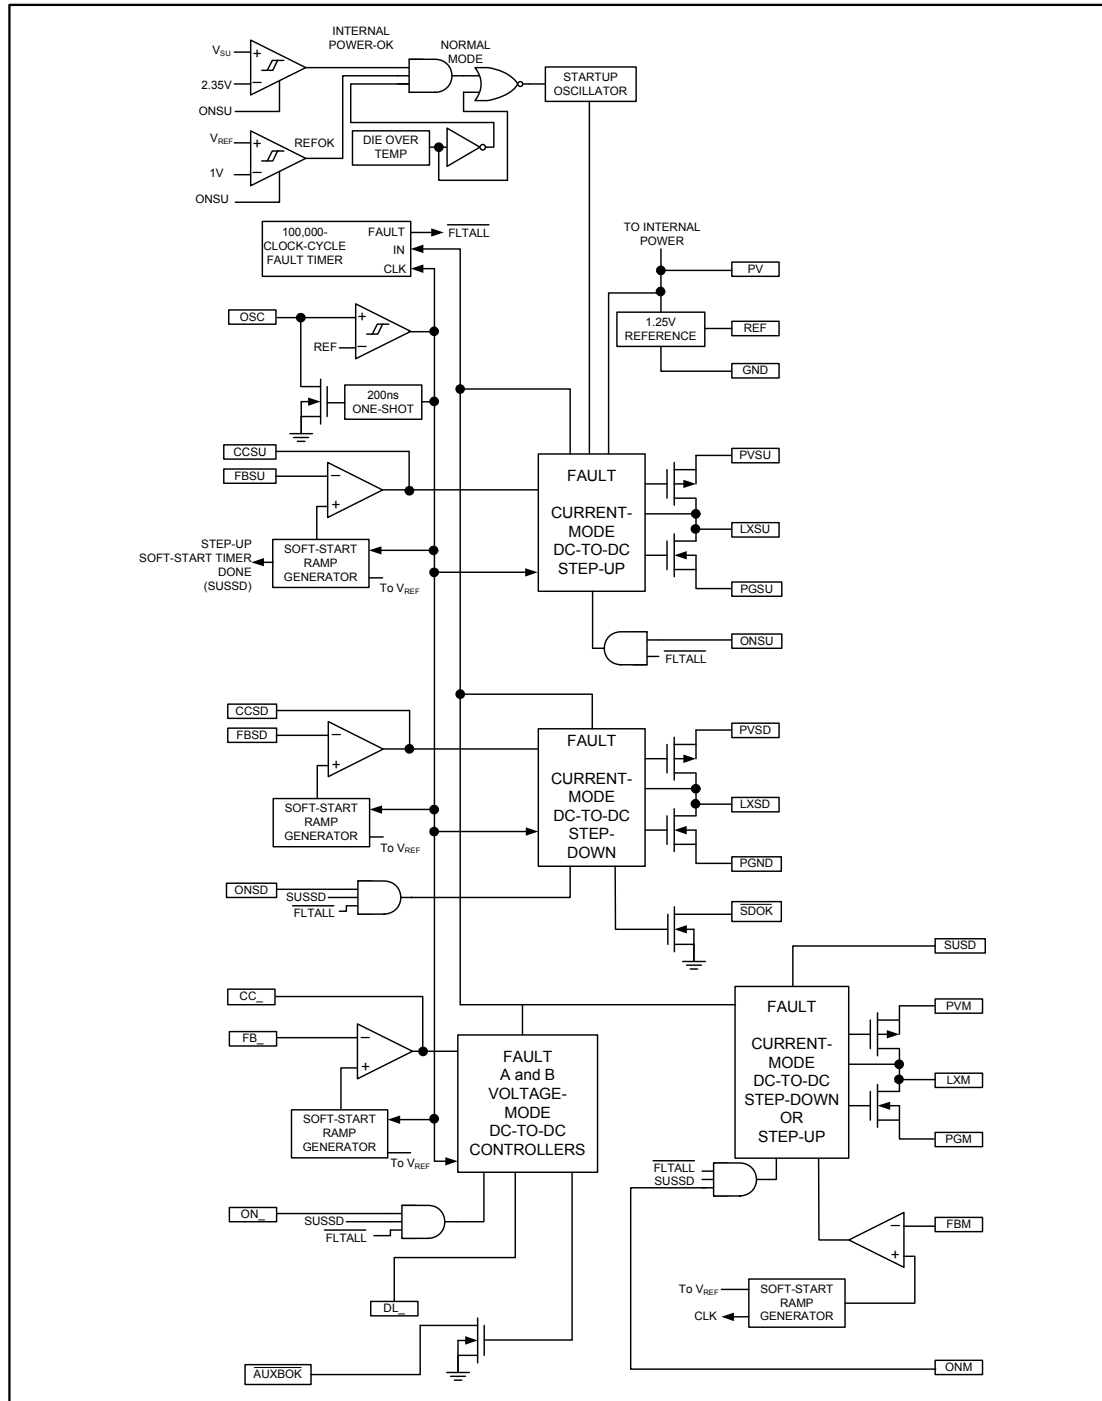 INTERNAL
POWER-OK
VSU
2.35V
ONSU
NORMAL
MODE
STARTUP
OSCILLATOR
VREF
REFOK
1V
ONSU
DIE OVER
TEMP
100,000-
CLOCK-CYCLE
FAULT TIMER
FAULT
IN
CLK
FLTALL
TO INTERNAL
POWER
PV
1.25V
REFERENCE
REF
GND
OSC
REF
200ns
ONE-SHOT
CCSU
FBSU
STEP-UP
SOFT-START TIMER
DONE
(SUSSD)
SOFT-START
RAMP
GENERATOR
To VREF
FAULT
CURRENT-
MODE
DC-TO-DC
STEP-UP
PVSU
LXSU
PGSU
ONSU
FLTALL
CCSD
FBSD
SOFT-START
RAMP
GENERATOR
To VREF
FAULT
CURRENT-
MODE
DC-TO-DC
STEP-
DOWN
PVSD
LXSD
PGND
ONSD
SUSSD
FLTALL
SDOK
SUSD
CC_
FB_
SOFT-START
RAMP
GENERATOR
To VREF
FAULT
A and B
VOLTAGE-
MODE
DC-TO-DC
CONTROLLERS
FAULT
CURRENT-
MODE
DC-TO-DC
STEP-DOWN
OR
STEP-UP
PVM
LXM
PGM
FLTALL
SUSSD
ON_
SUSSD
FLTALL
FBM
To VREF
CLK
SOFT-START
RAMP
GENERATOR
DL_
AUXBOK
ONM